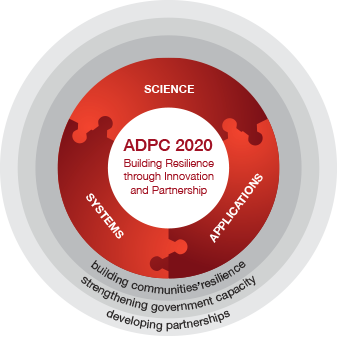 SCIENCE
ADPC 2020
Building Resilience
through Innovation
and Partnership
SYSTEMS
APPLICATIONS
building communities'resilience
strengthening government capacity
developing partnerships